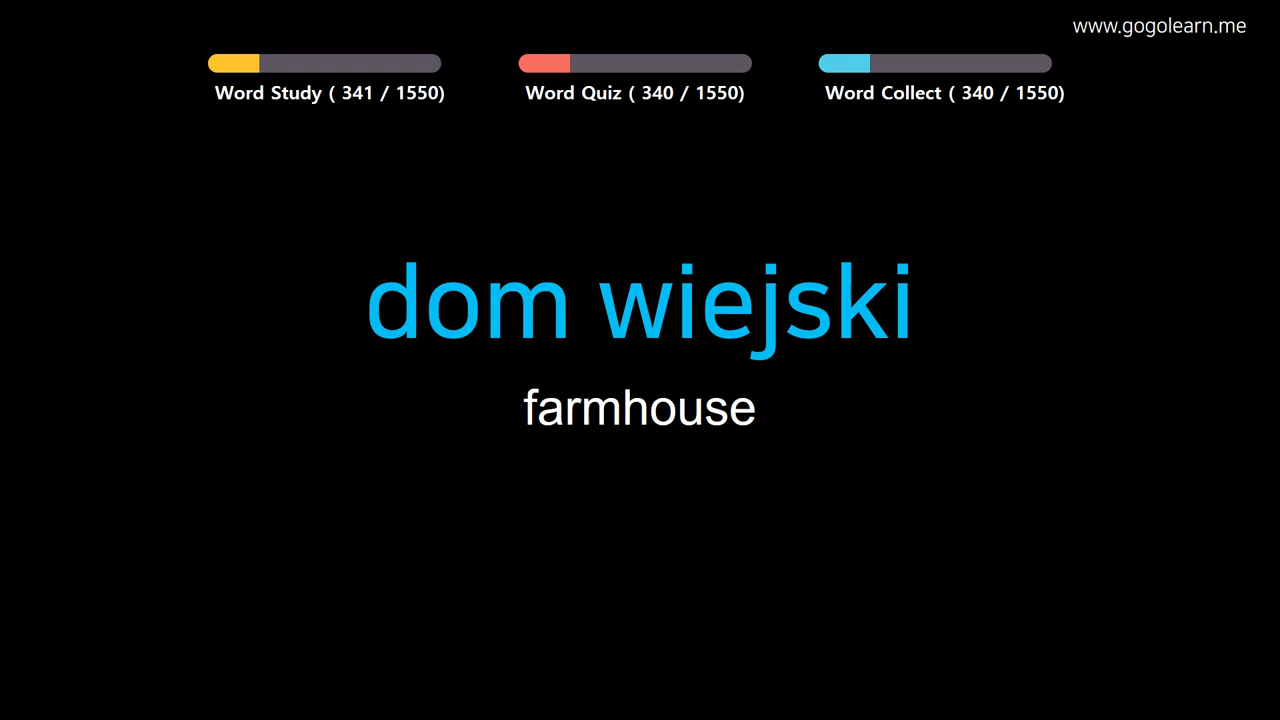 www.gogolearn.me
Word Study ( 341 / 1550)
Word Quiz ( 340 / 1550)
Word Collect ( 340 / 1550)
dom wiejski
farmhouse